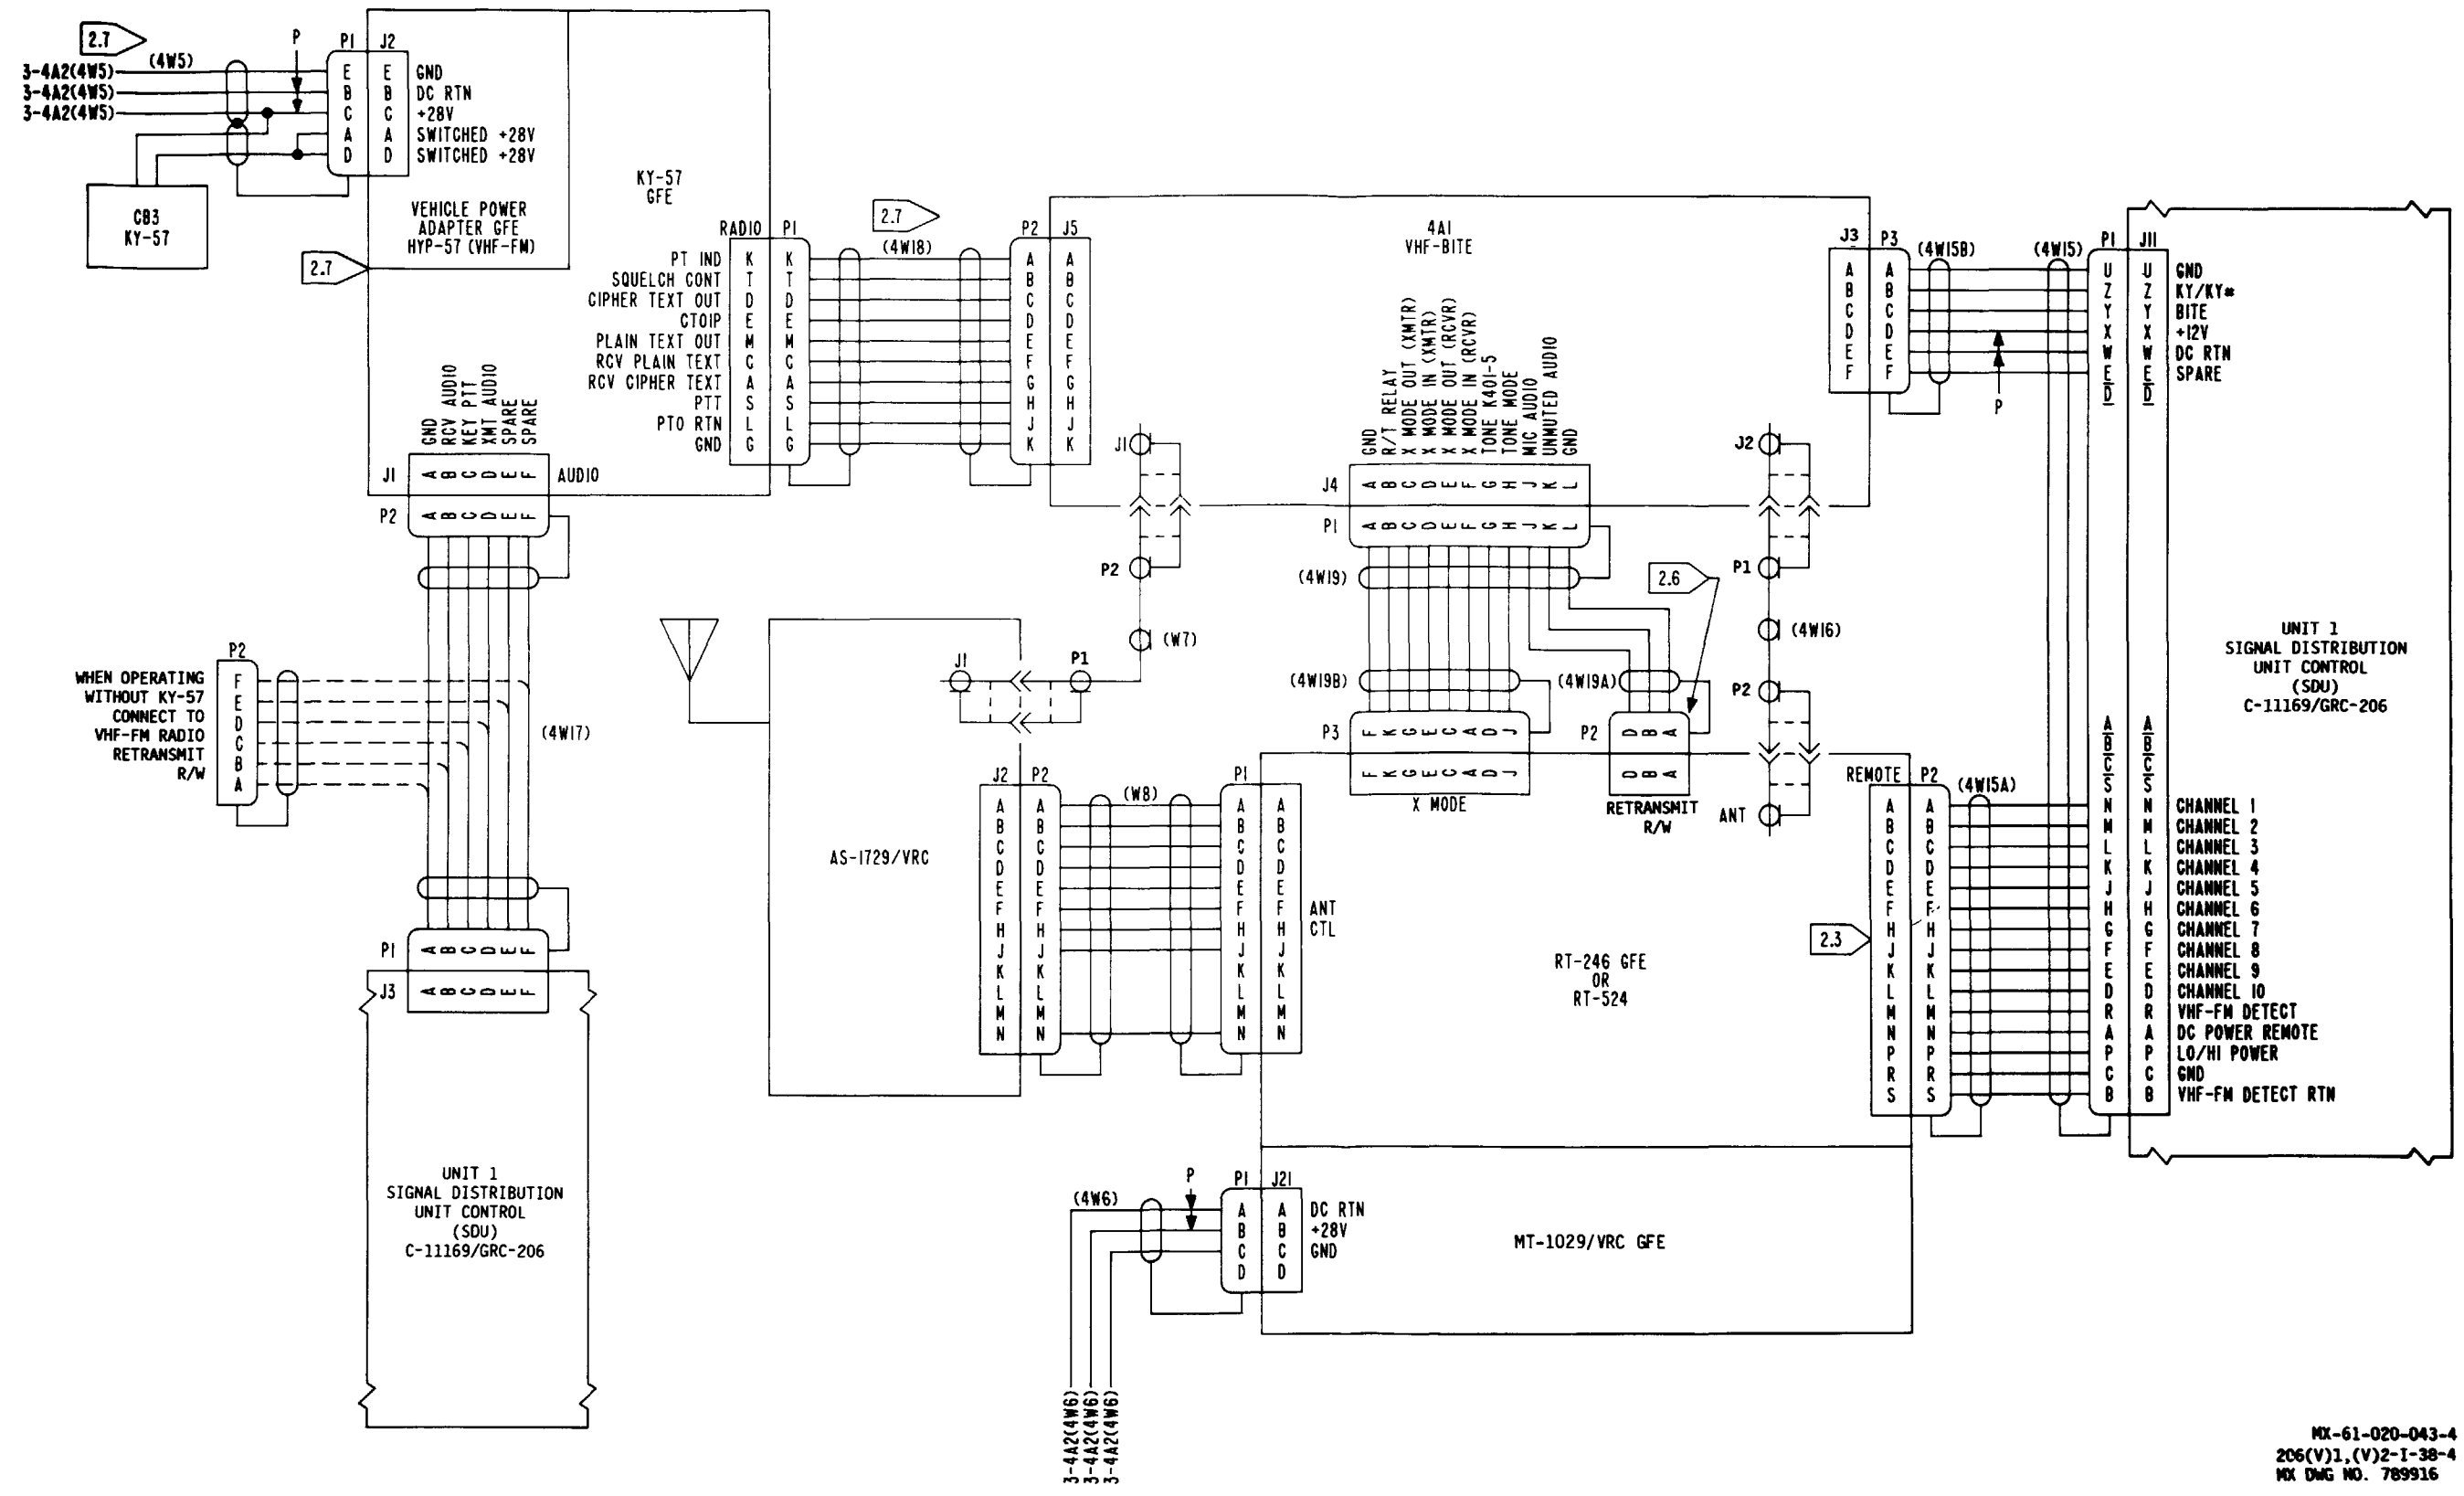 2.7
3-4A2(4W5)
3-4A2(4W5)
3-4A2(4W5)
(4W5)
P
P1 J2
E E GND
B B DC RTN
C C +28V
A A SWITCHED +28V
D D SWITCHED +28V
CB3
KY-57
VEHICLE POWER
ADAPTER GFE
HYP-57 (VHF-FM)
2.7
KY-57
GFE
RADIO P1
PT IND K K
SQUELCH CONT T T
CIPHER TEXT OUT D D
CTOIP E E
PLAIN TEXT OUT M M
RCV PLAIN TEXT C C
RCV CIPHER TEXT A A
PTT S S
PTO RTN L L
GND G G
2.7
(4W18)
P2 J5
A A
B B
C C
D D
E E
F F
G G
H H
J J
K K
4A1
VHF-BITE
GND
RCV AUDIO
KEY PTT
XMT AUDIO
SPARE
SPARE
J1 A B C D E F AUDIO
P2 A B C D E F
P2
F
E
D
C
B
A
WHEN OPERATING
WITHOUT KY-57
CONNECT TO
VHF-FM RADIO
RETRANSMIT
R/W
(4W17)
P1 A B C D E F
J3 A B C D E F
UNIT 1
SIGNAL DISTRIBUTION
UNIT CONTROL
(SDU)
C-11169/GRC-206
J1
P2
(W7)
J1 P1
AS-1729/VRC
J2 P2
A A
B B
C C
D D
E E
F F
H H
J J
K K
L L
M M
N N
(W8)
P1
A A
B B
C C
D D
E E
F F
H H
J J
K K
L L
M M
N N
ANT
CTL
GND
R/T RELAY
X MODE OUT (XMTR)
X MODE IN (XMTR)
X MODE OUT (RCVR)
X MODE IN (RCVR)
TONE K401-5
TONE MODE
MIC AUDIO
UNMUTED AUDIO
GND
J4 A B C D E F G H J K L
P1 A B C D E F G H J K L
(4W19)
2.6
(4W19B)
(4W19A)
P3 F K G E C A D J
F K G E C A D J
X MODE
P2 D B A
D B A
RETRANSMIT
R/W
J2
P1
(4W16)
P2
ANT
RT-246 GFE
OR
RT-524
MT-1029/VRC GFE
(4W6)
P
P1 J21
A A DC RTN
B B +28V
C C GND
D D
3-4A2(4W6)
3-4A2(4W6)
3-4A2(4W6)
J3 P3
A A
B B
C C
D D
E E
F F
(4W15B)
(4W15)
P
P1 J11
U U GND
Z Z KY/KY*
Y Y BITE
X X +12V
W W DC RTN
E E SPARE
D D
A A
B B
C C
S S
N N CHANNEL 1
M M CHANNEL 2
L L CHANNEL 3
K K CHANNEL 4
J J CHANNEL 5
H H CHANNEL 6
G G CHANNEL 7
F F CHANNEL 8
E E CHANNEL 9
D D CHANNEL 10
R R VHF-FM DETECT
A A DC POWER REMOTE
P P LO/HI POWER
C C GND
B B VHF-FM DETECT RTN
REMOTE P2
(4W15A)
A A
B B
C C
D D
E E
F F
H H
J J
K K
L L
M M
N N
P P
R R
S S
2.3
UNIT 1
SIGNAL DISTRIBUTION
UNIT CONTROL
(SDU)
C-11169/GRC-206
MX-61-020-043-4
206(V)1,(V)2-I-38-4
MX DWG NO. 789916